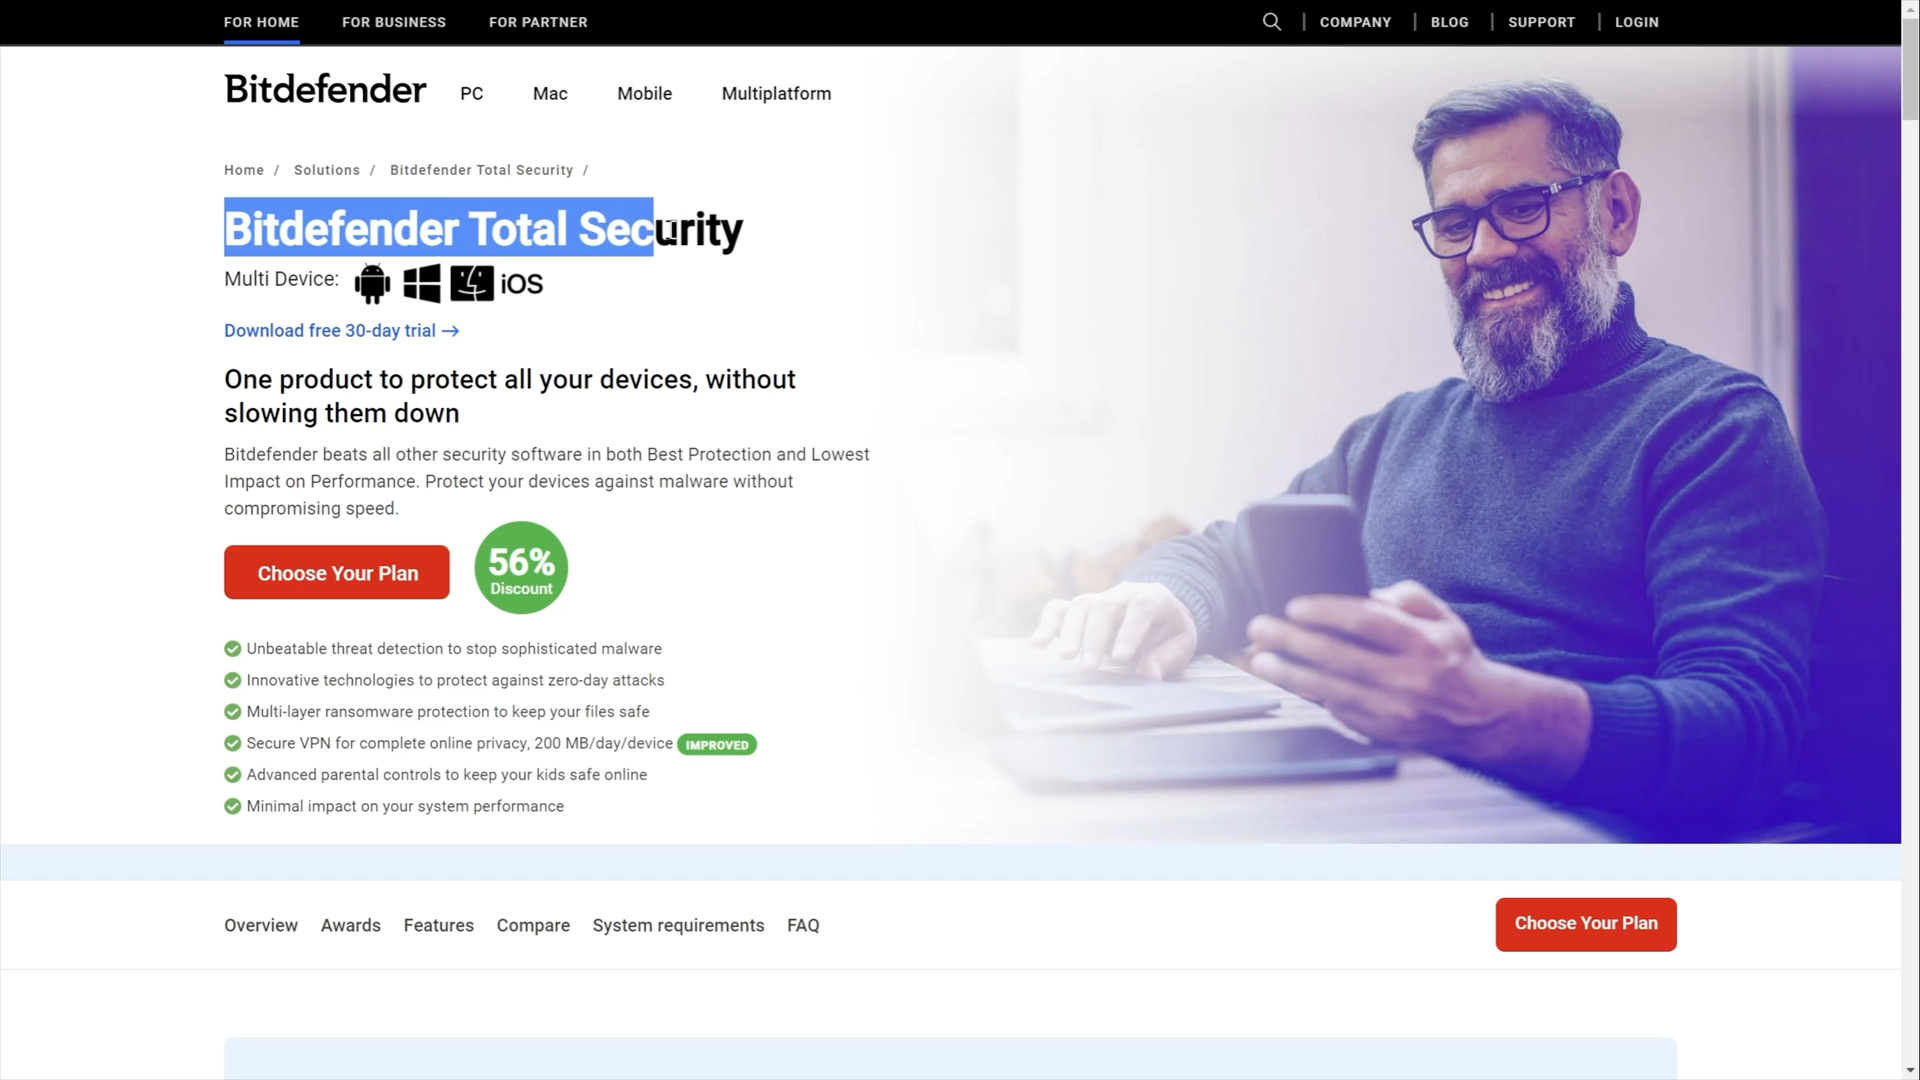 FOR HOME FOR BUSINESS FOR PARTNER COMPANY BLOG SUPPORT LOGIN
Bitdefender PC Mac Mobile Multiplatform
Home / Solutions / Bitdefender Total Security /
Bitdefender Total Security
Multi Device: iOS
Download free 30-day trial →
One product to protect all your devices, without
slowing them down
Bitdefender beats all other security software in both Best Protection and Lowest
Impact on Performance. Protect your devices against malware without
compromising speed.
Choose Your Plan
56%
Discount
Unbeatable threat detection to stop sophisticated malware
Innovative technologies to protect against zero-day attacks
Multi-layer ransomware protection to keep your files safe
Secure VPN for complete online privacy, 200 MB/day/device IMPROVED
Advanced parental controls to keep your kids safe online
Minimal impact on your system performance
Overview Awards Features Compare System requirements FAQ Choose Your Plan